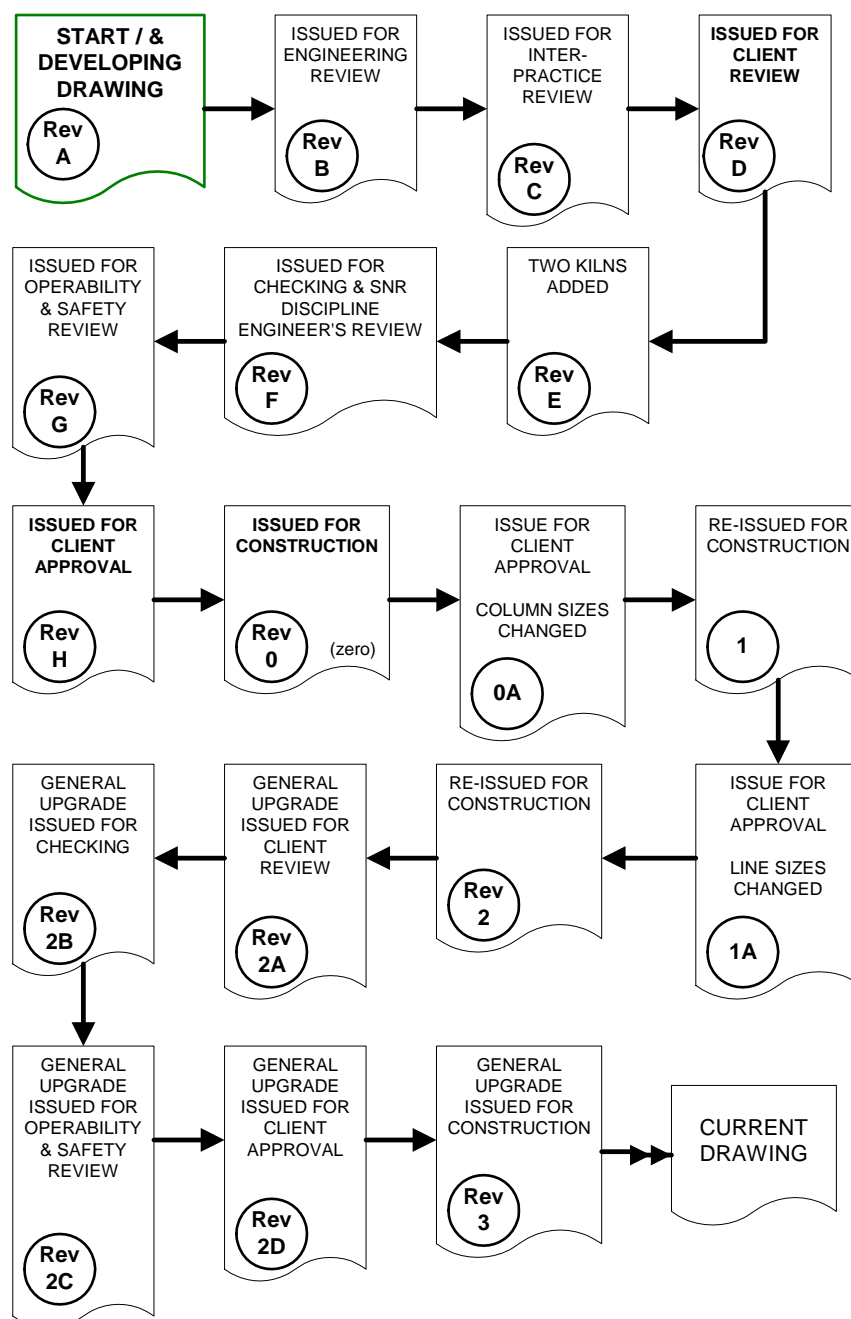 START / &
DEVELOPING
DRAWING
Rev
A
ISSUED FOR
ENGINEERING
REVIEW
Rev
B
ISSUED FOR
INTER-
PRACTICE
REVIEW
Rev
C
ISSUED FOR
CLIENT
REVIEW
Rev
D
TWO KILNS
ADDED
Rev
E
ISSUED FOR
CHECKING & SNR
DISCIPLINE
ENGINEER'S REVIEW
Rev
F
ISSUED FOR
OPERABILITY
& SAFETY
REVIEW
Rev
G
ISSUED FOR
CLIENT
APPROVAL
Rev
H
ISSUED FOR
CONSTRUCTION
Rev
0
(zero)
ISSUE FOR
CLIENT
APPROVAL
COLUMN SIZES
CHANGED
0A
RE-ISSUED FOR
CONSTRUCTION
1
ISSUE FOR
CLIENT
APPROVAL
LINE SIZES
CHANGED
1A
RE-ISSUED FOR
CONSTRUCTION
Rev
2
GENERAL
UPGRADE
ISSUED FOR
CLIENT
REVIEW
Rev
2A
GENERAL
UPGRADE
ISSUED FOR
CHECKING
Rev
2B
GENERAL
UPGRADE
ISSUED FOR
OPERABILITY
& SAFETY
REVIEW
Rev
2C
GENERAL
UPGRADE
ISSUED FOR
CLIENT
APPROVAL
Rev
2D
GENERAL
UPGRADE
ISSUED FOR
CONSTRUCTION
Rev
3
CURRENT
DRAWING